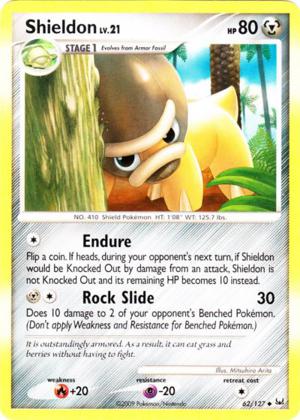 Shieldon LV.21
HP 80
STAGE 1 Evolves from Armor Fossil
NO. 410 Shield Pokémon HT: 1'08" WT: 125.7 lbs.
Endure
Flip a coin. If heads, during your opponent's next turn, if Shieldon
would be Knocked Out by damage from an attack, Shieldon is
not Knocked Out and its remaining HP becomes 10 instead.
Rock Slide 30
Does 10 damage to 2 of your opponent's Benched Pokémon.
(Don't apply Weakness and Resistance for Benched Pokémon.)
It is outstandingly armored. As a result, it can eat grass and
berries without having to fight.
Illus. Mitsuhiro Arita
weakness resistance retreat cost
+20 -20
©2009 Pokémon/Nintendo 62/127